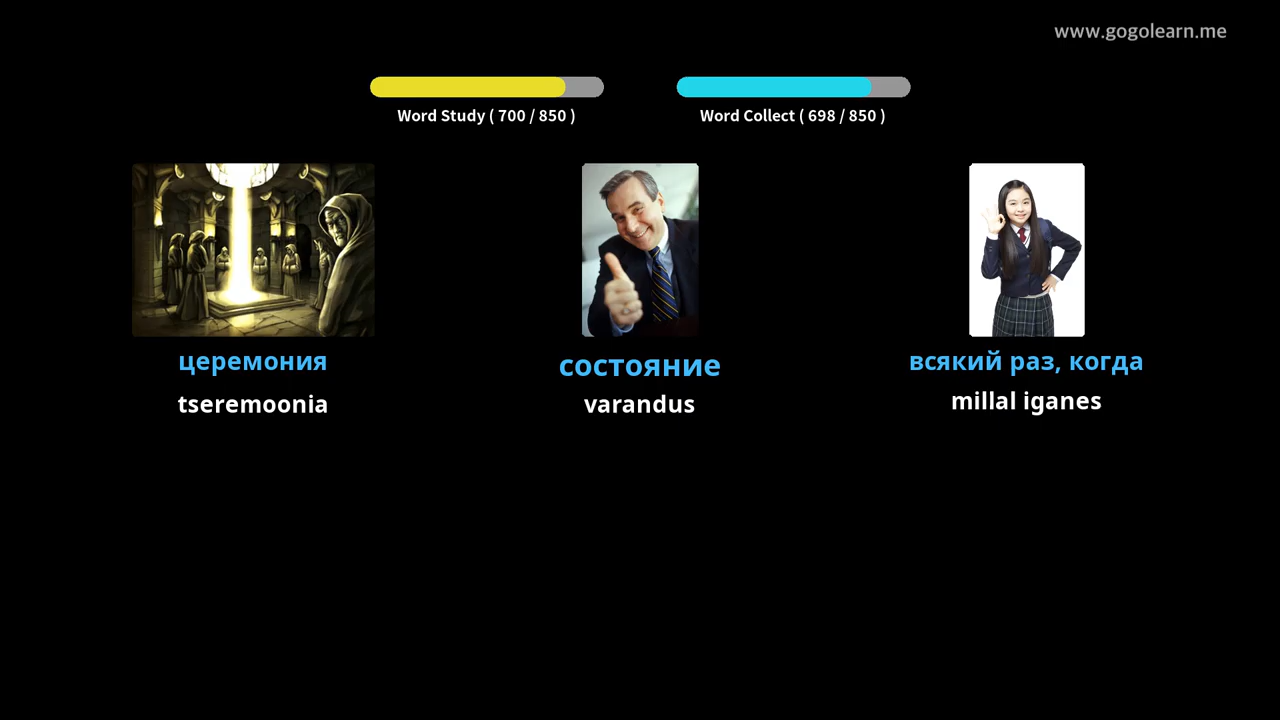 www.gogolearn.me
Word Study ( 700 / 850 )
Word Collect ( 698 / 850 )
церемония
tseremoonia
состояние
varandus
всякий раз, когда
millal iganes